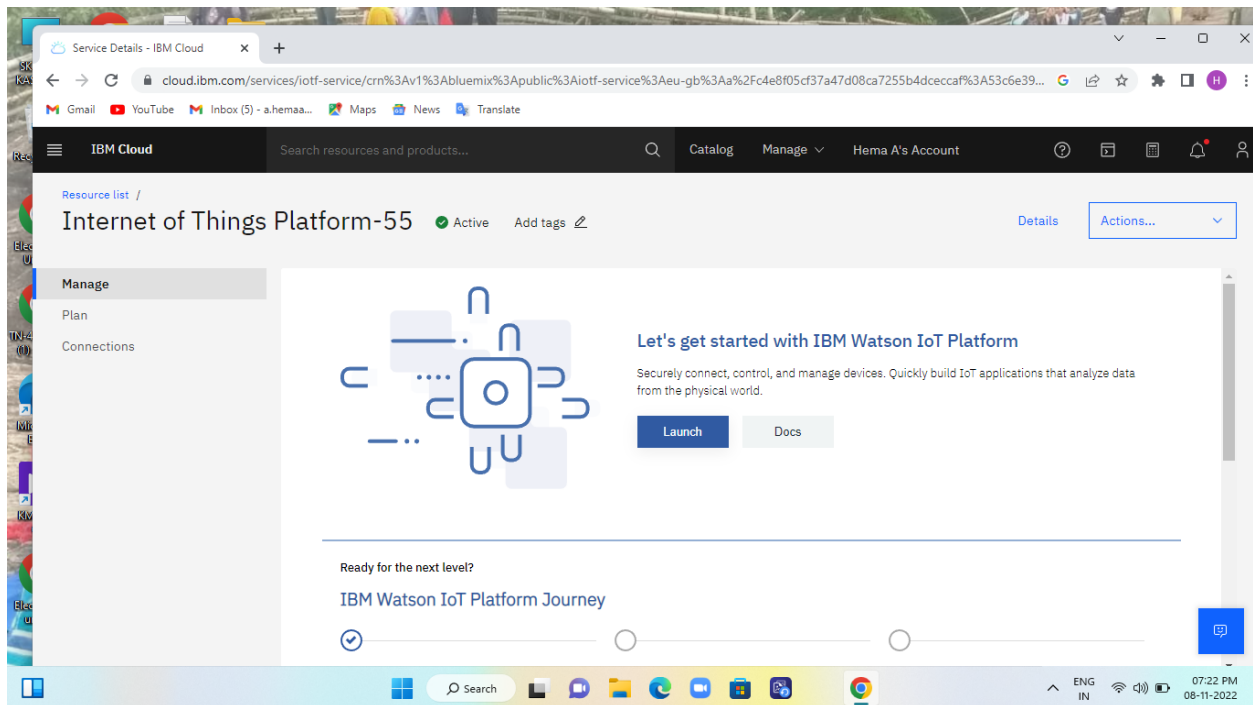 Service Details - IBM Cloud
cloud.ibm.com/services/iotf-service/crn%3Av1%3Abluemix%3Apublic%3Aiotf-service%3Aeu-gb%3Aa%2Fc4e8f05cf37a47d08ca7255b4dceccaf%3A53c6e39...
Gmail YouTube Inbox (5) - a.hemaa... Maps News Translate
IBM Cloud Search resources and products... Catalog Manage Hema A's Account
Resource list /
Internet of Things Platform-55 Active Add tags Details Actions...
Manage
Plan
Connections
Let's get started with IBM Watson IoT Platform
Securely connect, control, and manage devices. Quickly build IoT applications that analyze data
from the physical world.
Launch Docs
Ready for the next level?
IBM Watson IoT Platform Journey
Search
ENG
IN
07:22 PM
08-11-2022